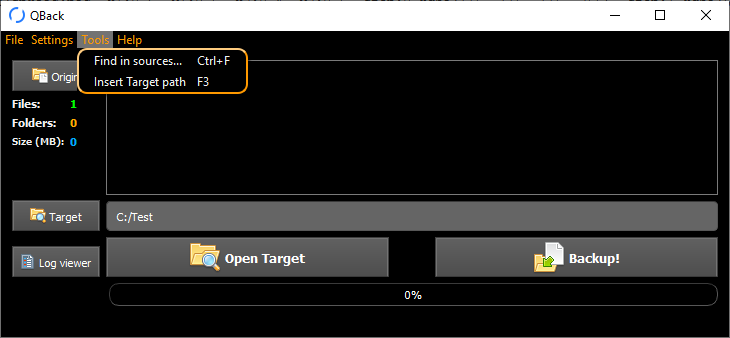 QBack
File Settings Tools Help
Find in sources... Ctrl+F
Insert Target path F3
Origin
Files: 1
Folders: 0
Size (MB): 0
Target
C:/Test
Log viewer
Open Target
Backup!
0%